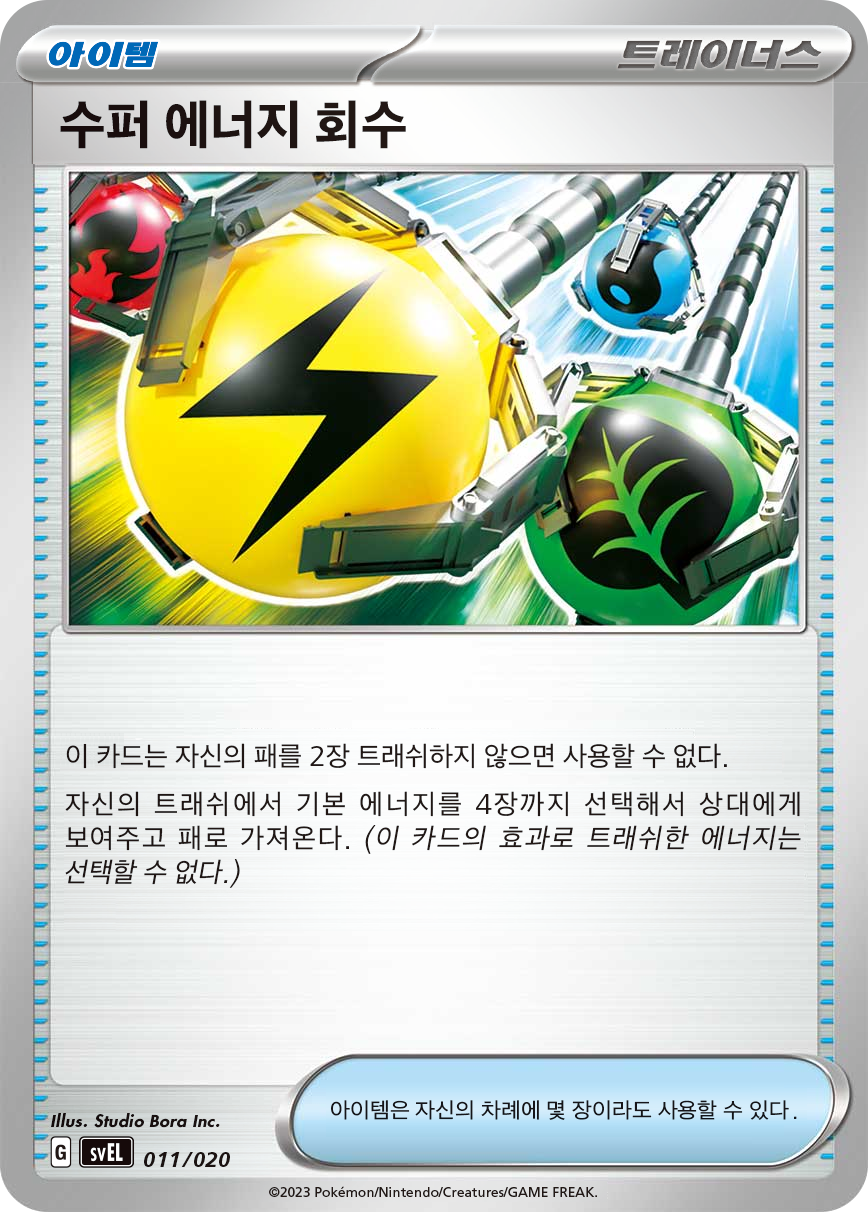 아이템
트레이너스
수퍼 에너지 회수
이 카드는 자신의 패를 2장 트래쉬하지 않으면 사용할 수 없다.
자신의 트래쉬에서 기본 에너지를 4장까지 선택해서 상대에게
보여주고 패로 가져온다. (이 카드의 효과로 트래쉬한 에너지는
선택할 수 없다.)
아이템은 자신의 차례에 몇 장이라도 사용할 수 있다.
Illus. Studio Bora Inc.
G svEL 011/020
©2023 Pokémon/Nintendo/Creatures/GAME FREAK.